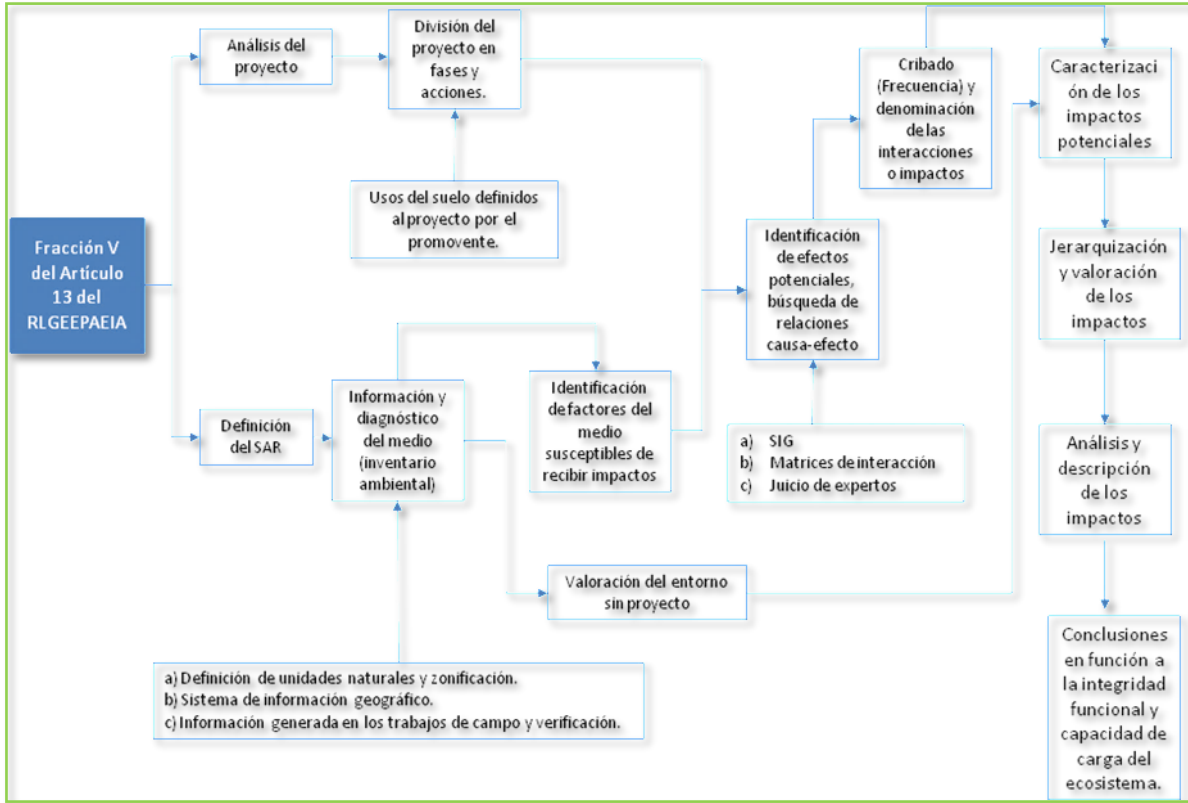 Fracción V
del Artículo
13 del
RLGEEPAEIA
Análisis del
proyecto
División del
proyecto en
fases y
acciones.
Usos del suelo definidos
al proyecto por el
promovente.
Definición
del SAR
Información y
diagnóstico
del medio
(inventario
ambiental)
Identificación
de factores del
medio
susceptibles de
recibir impactos
a) Definición de unidades naturales y zonificación.
b) Sistema de información geográfico.
c) Información generada en los trabajos de campo y verificación.
Valoración del entorno
sin proyecto
Identificación
de efectos
potenciales,
búsqueda de
relaciones
causa-efecto
a) SIG
b) Matrices de interacción
c) Juicio de expertos
Cribado
(Frecuencia) y
denominación
de las
interacciones
o impactos
Caracterizaci
ón de los
impactos
potenciales
Jerarquización
y valoración
de los
impactos
Análisis y
descripción
de los
impactos
Conclusiones
en función a
la integridad
funcional y
capacidad de
carga del
ecosistema.